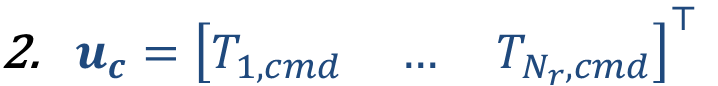 2. u_c = [T_{1,cmd} ... T_{N_r,cmd}]^⊤